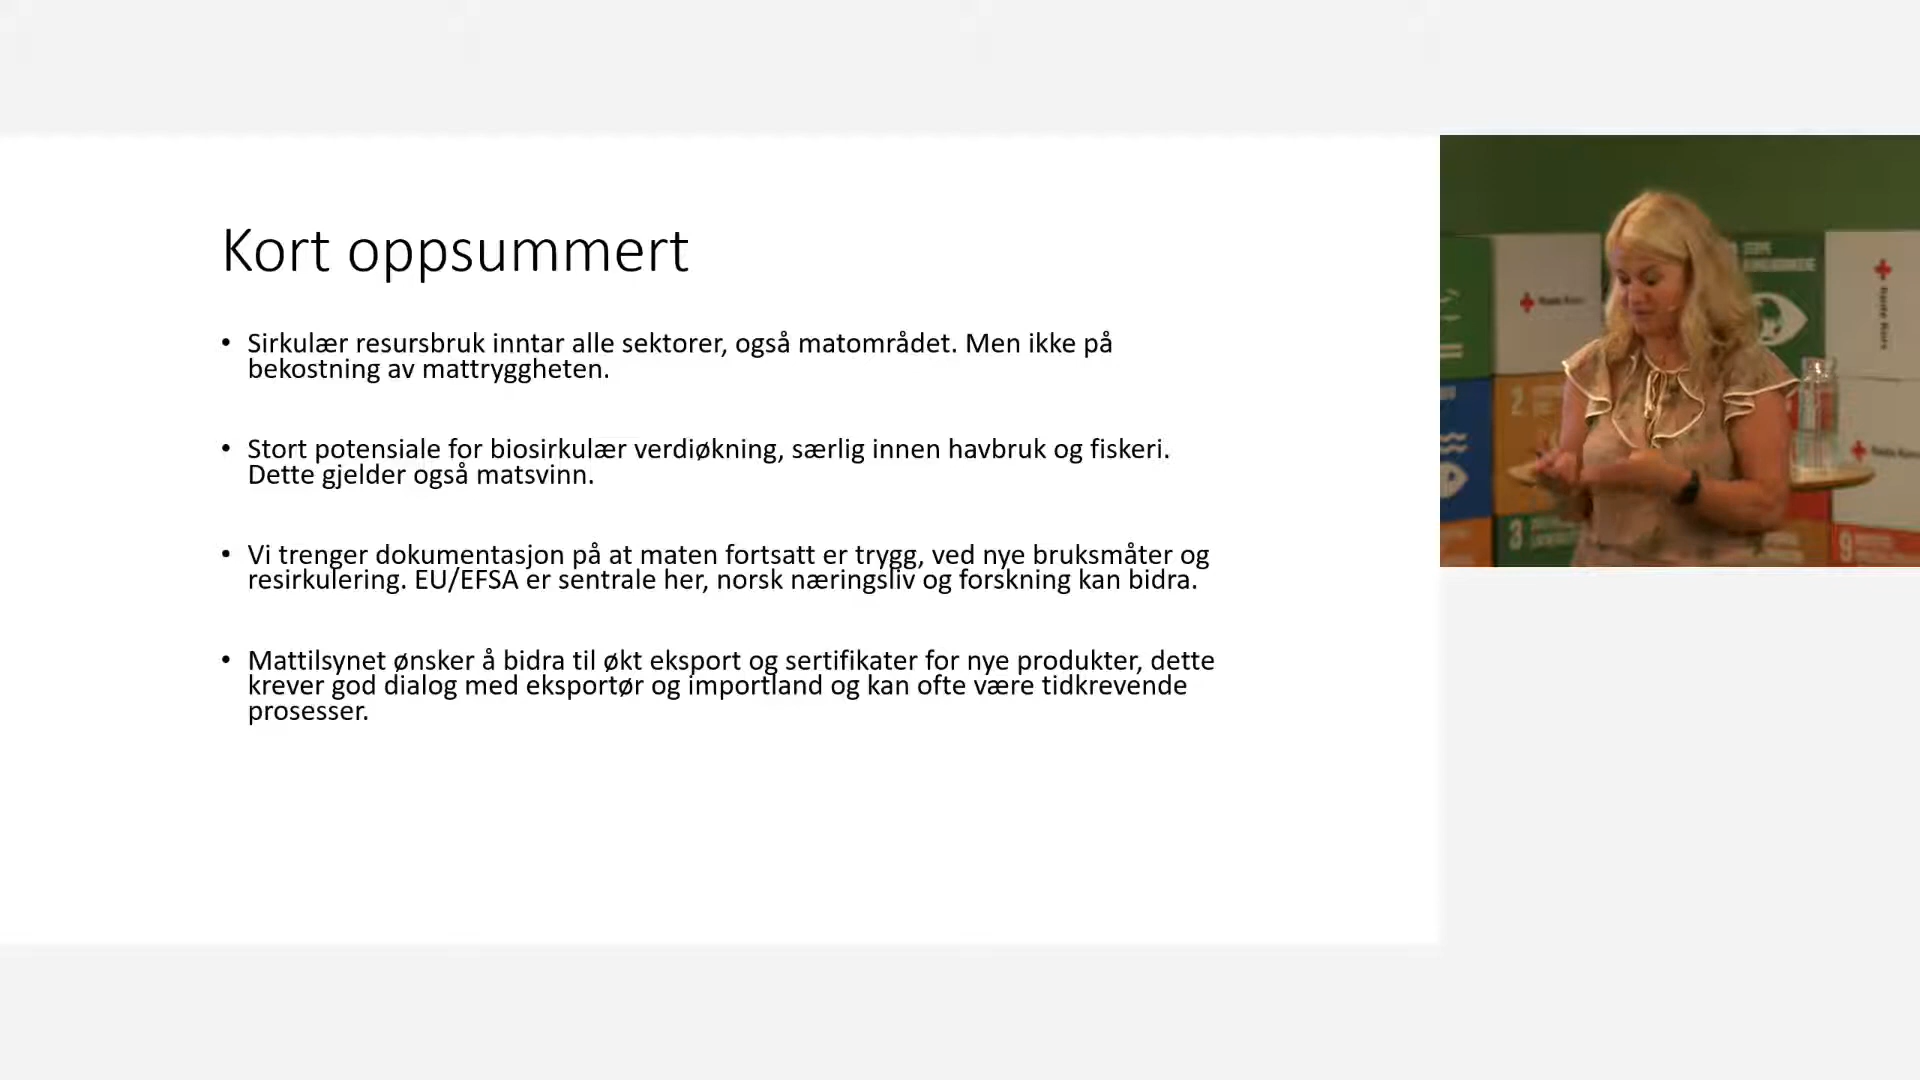 Kort oppsummert
• Sirkulær resursbruk inntar alle sektorer, også matområdet. Men ikke på
bekostning av mattryggheten.
• Stort potensiale for biosirkulær verdiøkning, særlig innen havbruk og fiskeri.
Dette gjelder også matsvinn.
• Vi trenger dokumentasjon på at maten fortsatt er trygg, ved nye bruksmåter og
resirkulering. EU/EFSA er sentrale her, norsk næringsliv og forskning kan bidra.
• Mattilsynet ønsker å bidra til økt eksport og sertifikater for nye produkter, dette
krever god dialog med eksportør og importland og kan ofte være tidkrevende
prosesser.
2
3
9